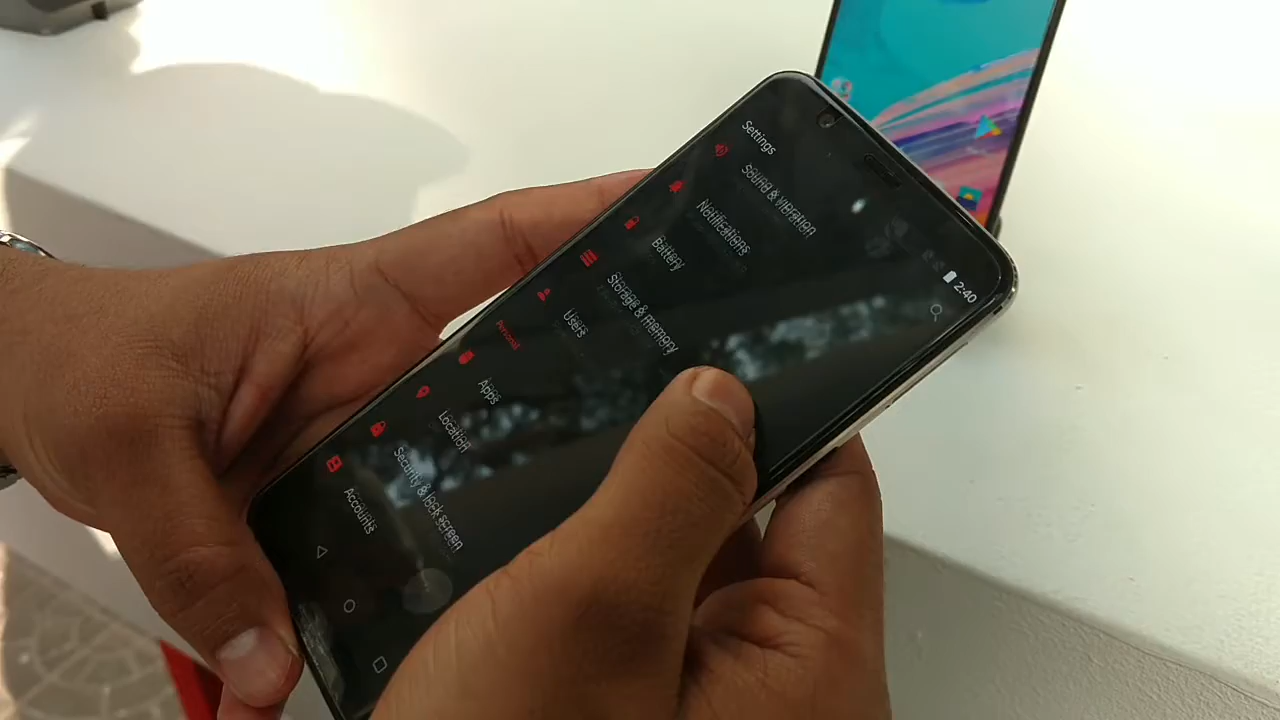 2:40
Settings
Sound & vibration
Notifications
Battery
Storage & memory
Users
Personal
Apps
Location
Security & lock screen
Accounts